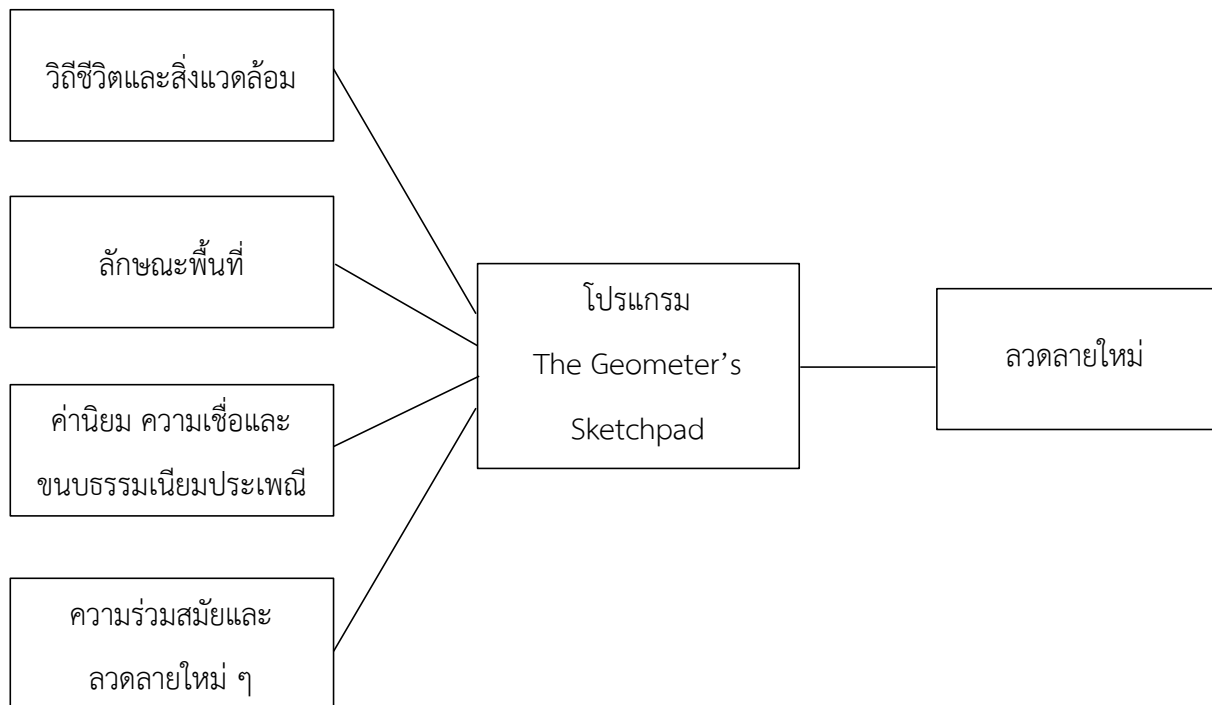 วิถีชีวิตและสิ่งแวดล้อม
ลักษณะพื้นที่
ค่านิยม ความเชื่อและ
ขนบธรรมเนียมประเพณี
ความร่วมสมัยและ
ลวดลายใหม่ ๆ
โปรแกรม
The Geometer’s
Sketchpad
ลวดลายใหม่